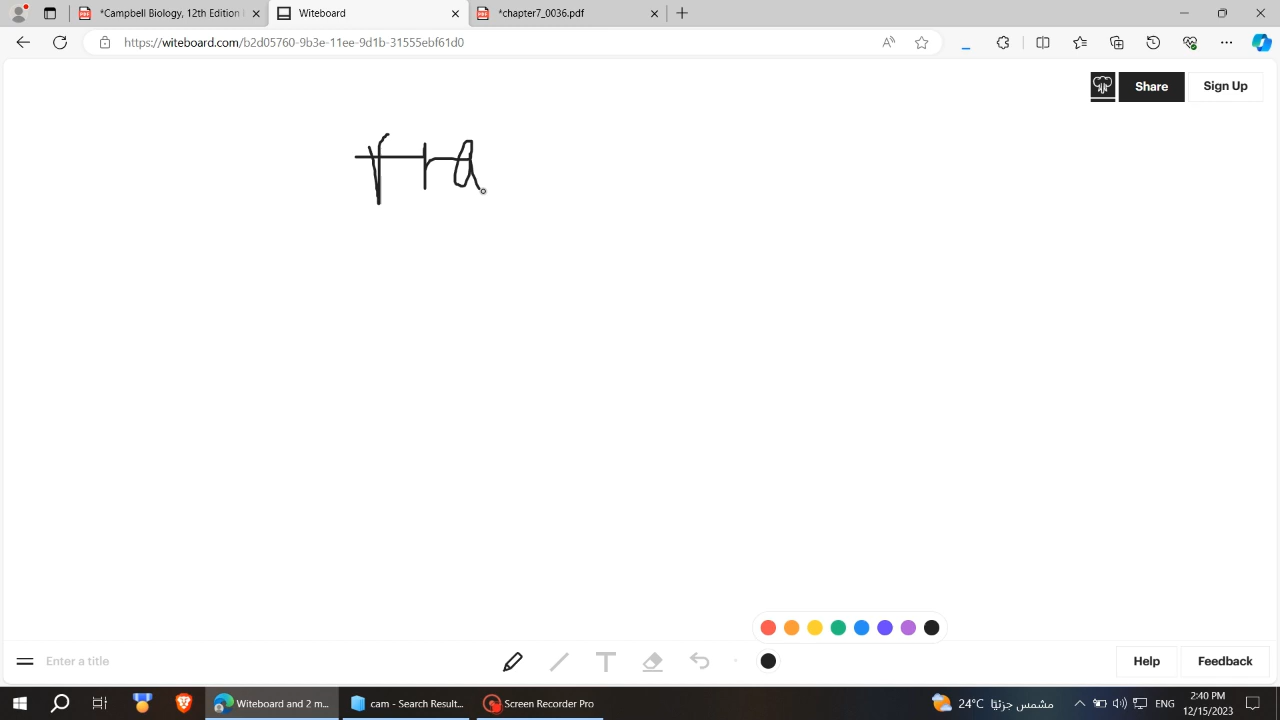 *Campbell Biology, 12th Edition
Witeboard
*chapter7_0036.pdf
https://witeboard.com/b2d05760-9b3e-11ee-9d1b-31555ebf61d0
Share
Sign Up
Enter a title
Help
Feedback
Witeboard and 2 m...
cam - Search Result...
Screen Recorder Pro
24°C مشمس جزئيًا
ENG
2:40 PM
12/15/2023